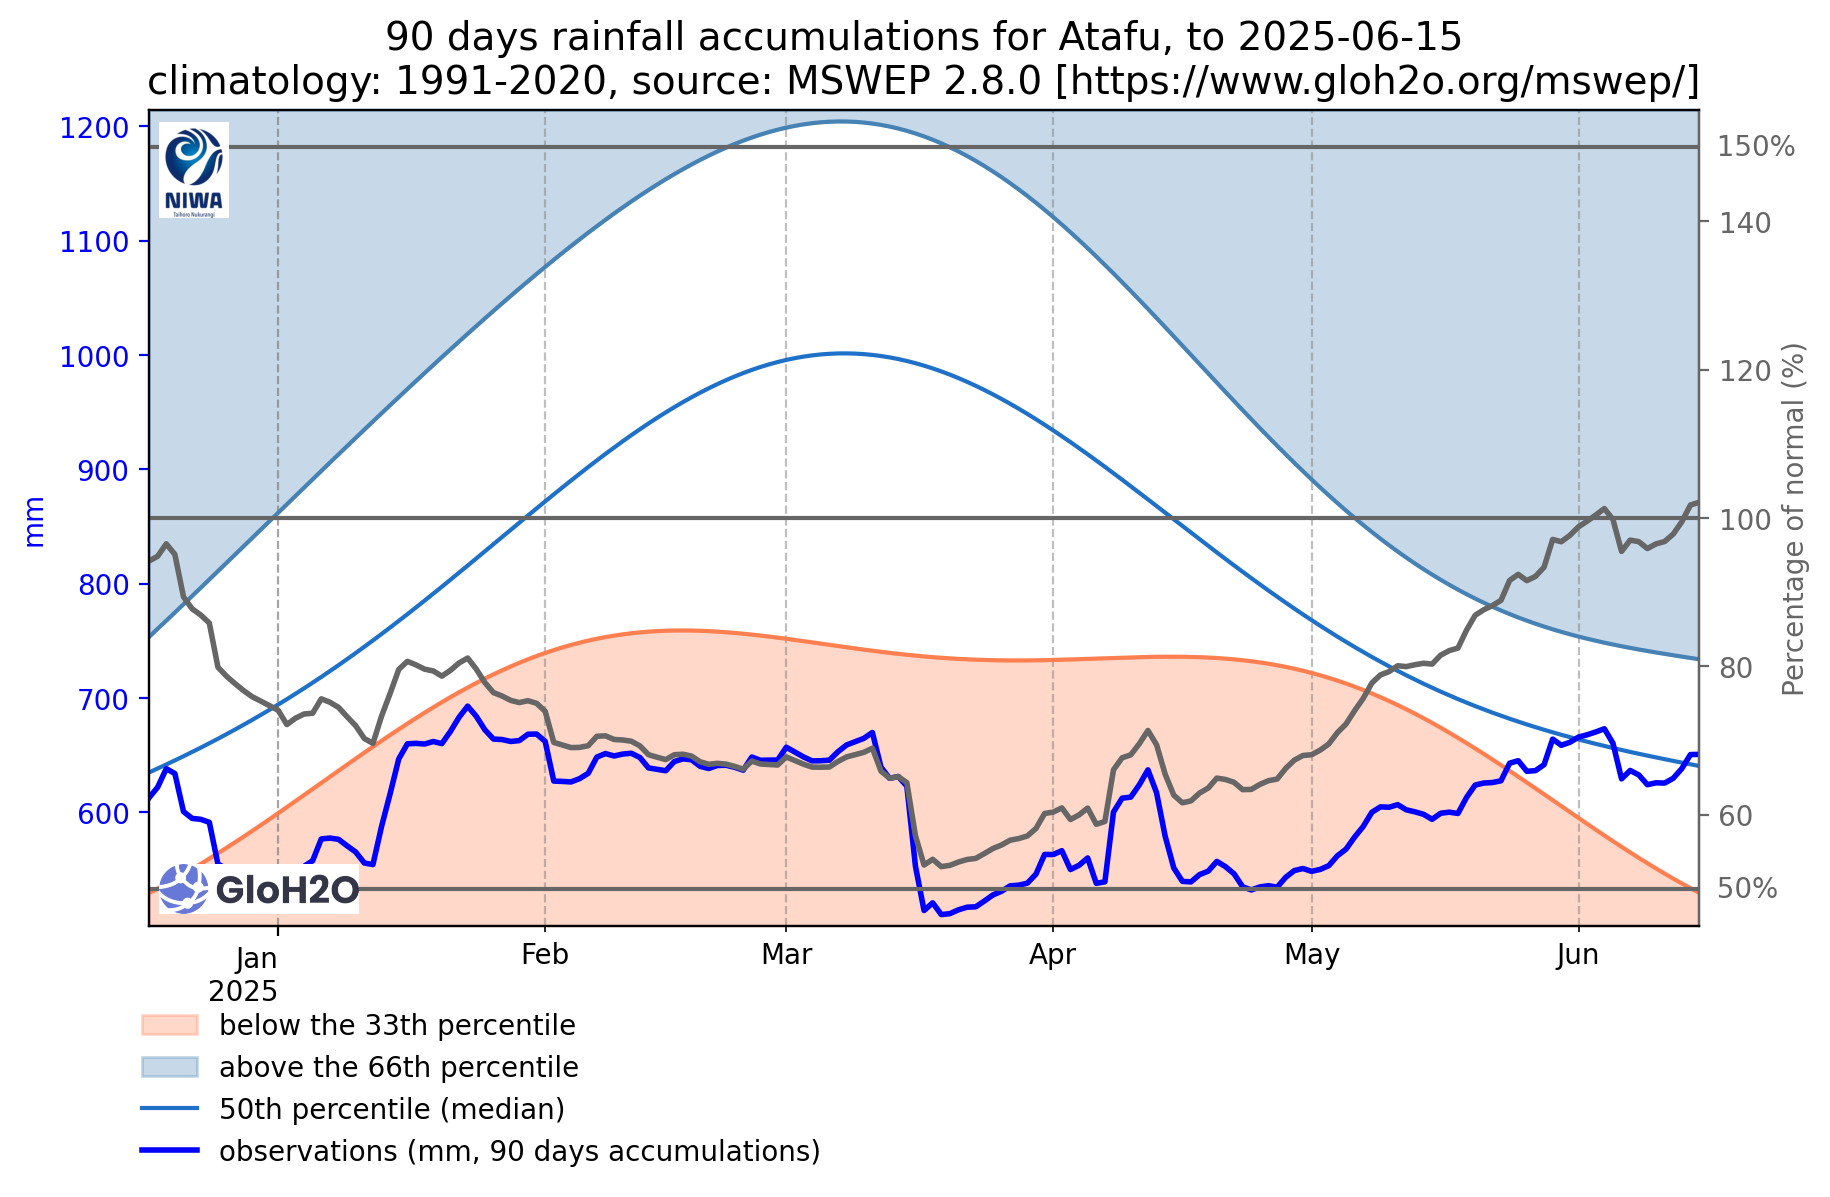 90 days rainfall accumulations for Atafu, to 2025-06-15
climatology: 1991-2020, source: MSWEP 2.8.0 [https://www.gloh2o.org/mswep/]
1200
1100
1000
900
800
700
600
mm
NIWA
Taihoro Nukurangi
GloH2O
150%
140
120
100
80
60
50%
Percentage of normal (%)
Jan
2025
Feb
Mar
Apr
May
Jun
below the 33th percentile
above the 66th percentile
50th percentile (median)
observations (mm, 90 days accumulations)